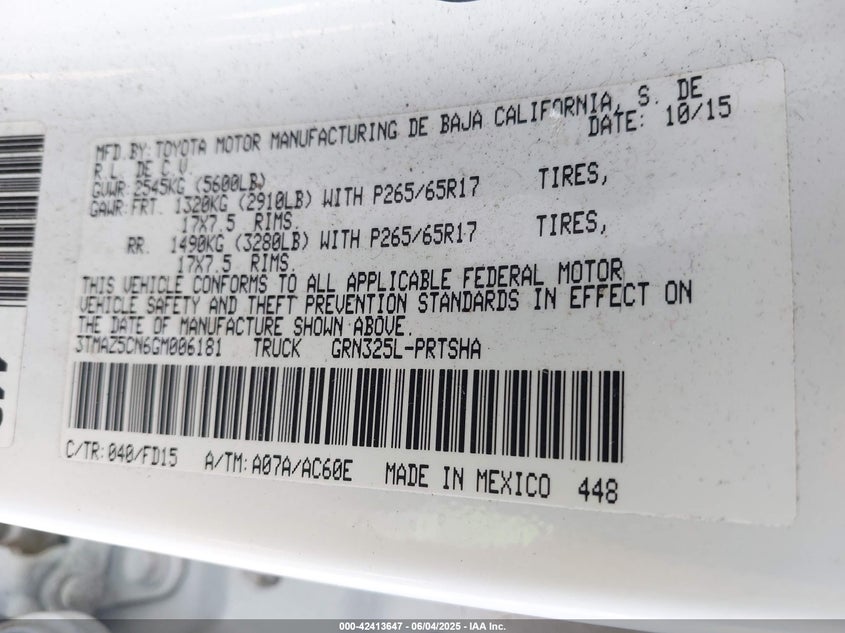 MFD.BY:TOYOTA MOTOR MANUFACTURING DE BAJA CALIFORNIA, S. DE
R.L. DE C.V. DATE: 10/15
GVWR:2545KG (5600LB)
GAWR:FRT. 1320KG (2910LB) WITH P265/65R17 TIRES,
17X7.5 RIMS.
RR. 1490KG (3280LB) WITH P265/65R17 TIRES,
17X7.5 RIMS.
THIS VEHICLE CONFORMS TO ALL APPLICABLE FEDERAL MOTOR
VEHICLE SAFETY AND THEFT PREVENTION STANDARDS IN EFFECT ON
THE DATE OF MANUFACTURE SHOWN ABOVE.
3TMAZ5CN6GM006181 TRUCK GRN325L-PRTSHA
C/TR:040/FD15 A/TM:A07A/AC60E MADE IN MEXICO 448
000-42413647 • 06/04/2025 - IAA Inc.